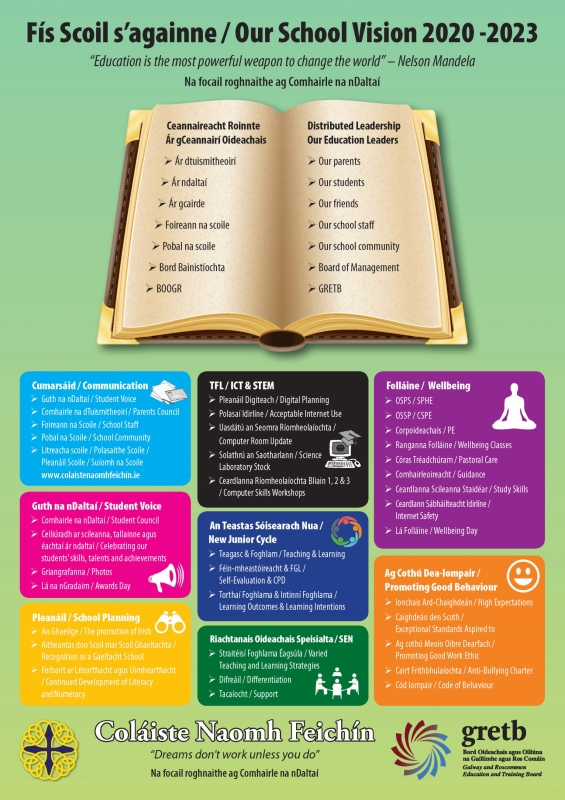 Fís Scoil s'againne / Our School Vision 2020 -2023
"Education is the most powerful weapon to change the world" – Nelson Mandela
Na focail roghnaithe ag Comhairle na nDaltaí
Ceannaireacht Roinnte
Ár gCeannairí Oideachais
➢ Ár dtuismitheoirí
➢ Ár ndaltaí
➢ Ár gcairde
➢ Foireann na scoile
➢ Pobal na scoile
➢ Bord Bainistíochta
➢ BOOGR
Distributed Leadership
Our Education Leaders
➢ Our parents
➢ Our students
➢ Our friends
➢ Our school staff
➢ Our school community
➢ Board of Management
➢ GRETB
Cumarsáid / Communication
➢ Guth na nDaltaí / Student Voice
➢ Comhairle na dTuismitheoirí / Parents Council
➢ Foireann na Scoile / School Staff
➢ Pobal na Scoile / School Community
➢ Litreacha scoile / Polasaithe Scoile /
Pleanáil Scoile / Suíomh na Scoile
www.colaistenaomhfeichin.ie
Guth na nDaltaí / Student Voice
➢ Comhairle na nDaltaí / Student Council
➢ Ceiliúradh ar scileanna, tallainne agus
éachtaí ár ndaltaí / Celebrating our
students' skills, talents and achievements
➢ Griangrafanna / Photos
➢ Lá na nGradaim / Awards Day
Pleanáil / School Planning
➢ An Ghaeilge / The promotion of Irish
➢ Aitheantas don Scoil mar Scoil Ghaeltachta /
Recognition as a Gaeltacht School
➢ Forbairt ar Litearthacht agus Uimhearthacht
/ Continued Development of Literacy
and Numeracy
TFL / ICT & STEM
➢ Pleanáil Digiteach / Digital Planning
➢ Polasaí Idirlíne / Acceptable Internet Use
➢ Uasdátú an Seomra Ríomheolaíochta /
Computer Room Update
➢ Soláthrú an Saotharlann / Science
Laboratory Stock
➢ Ceardlanna Ríomheolaíochta Bliain 1, 2 & 3
/ Computer Skills Workshops
An Teastas Sóisearach Nua /
New Junior Cycle
➢ Teagasc & Foghlam / Teaching & Learning
➢ Féin-mheastóireacht & FGL /
Self-Evaluation & CPD
➢ Torthaí Foghlama & Intinní Foghlama /
Learning Outcomes & Learning Intentions
Riachtanais Oideachais Speisialta / SEN
➢ Straitéisí Foghlama Éagsúla / Varied
Teaching and Learning Strategies
➢ Difreáil / Differentiation
➢ Tacaíocht / Support
Folláine / Wellbeing
➢ OSPS / SPHE
➢ OSSP / CSPE
➢ Corpoideachais / PE
➢ Ranganna Folláine / Wellbeing Classes
➢ Córas Tréadchúram / Pastoral Care
➢ Comhairleoireacht / Guidance
➢ Ceardlanna Scileanna Staidéar / Study Skills
➢ Ceardlann Sábháilteacht Idirlíne /
Internet Safety
➢ Lá Folláine / Wellbeing Day
Ag Cothú Dea-Iompair /
Promoting Good Behaviour
➢ Ionchais Ard-Chaighdeán / High Expectations
➢ Caighdeán den Scoth /
Exceptional Standards Aspired to
➢ Ag cothú Meoin Oibre Dearfach /
Promoting Good Work Ethic
➢ Cairt Frithbhulaíochta / Anti-Bullying Charter
➢ Cód Iompair / Code of Behaviour
Coláiste Naomh Feichín
"Dreams don't work unless you do"
Na focail roghnaithe ag Comhairle na nDaltaí
gretb
Bord Oideachais agus Oiliúna
na Gaillimhe agus Ros Comáin
Galway and Roscommon
Education and Training Board